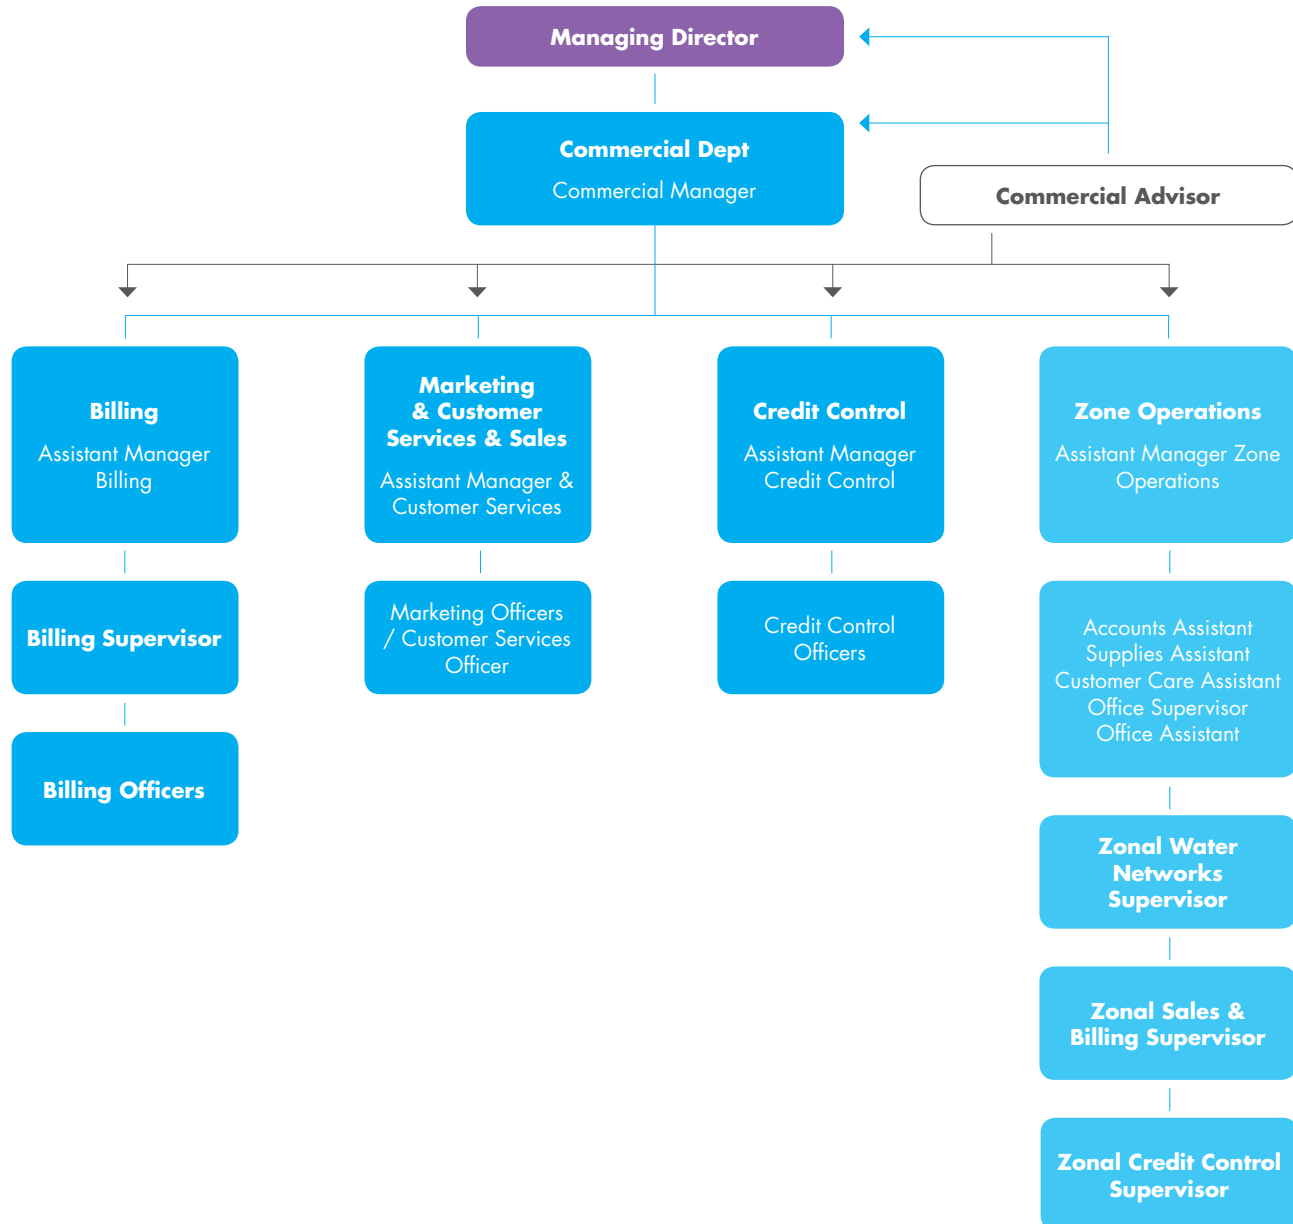 Managing Director
Commercial Dept
Commercial Manager
Commercial Advisor
Billing
Assistant Manager
Billing
Marketing
& Customer
Services & Sales
Assistant Manager &
Customer Services
Credit Control
Assistant Manager
Credit Control
Zone Operations
Assistant Manager Zone
Operations
Billing Supervisor
Marketing Officers
/ Customer Services
Officer
Credit Control
Officers
Accounts Assistant
Supplies Assistant
Customer Care Assistant
Office Supervisor
Office Assistant
Billing Officers
Zonal Water
Networks
Supervisor
Zonal Sales &
Billing Supervisor
Zonal Credit Control
Supervisor